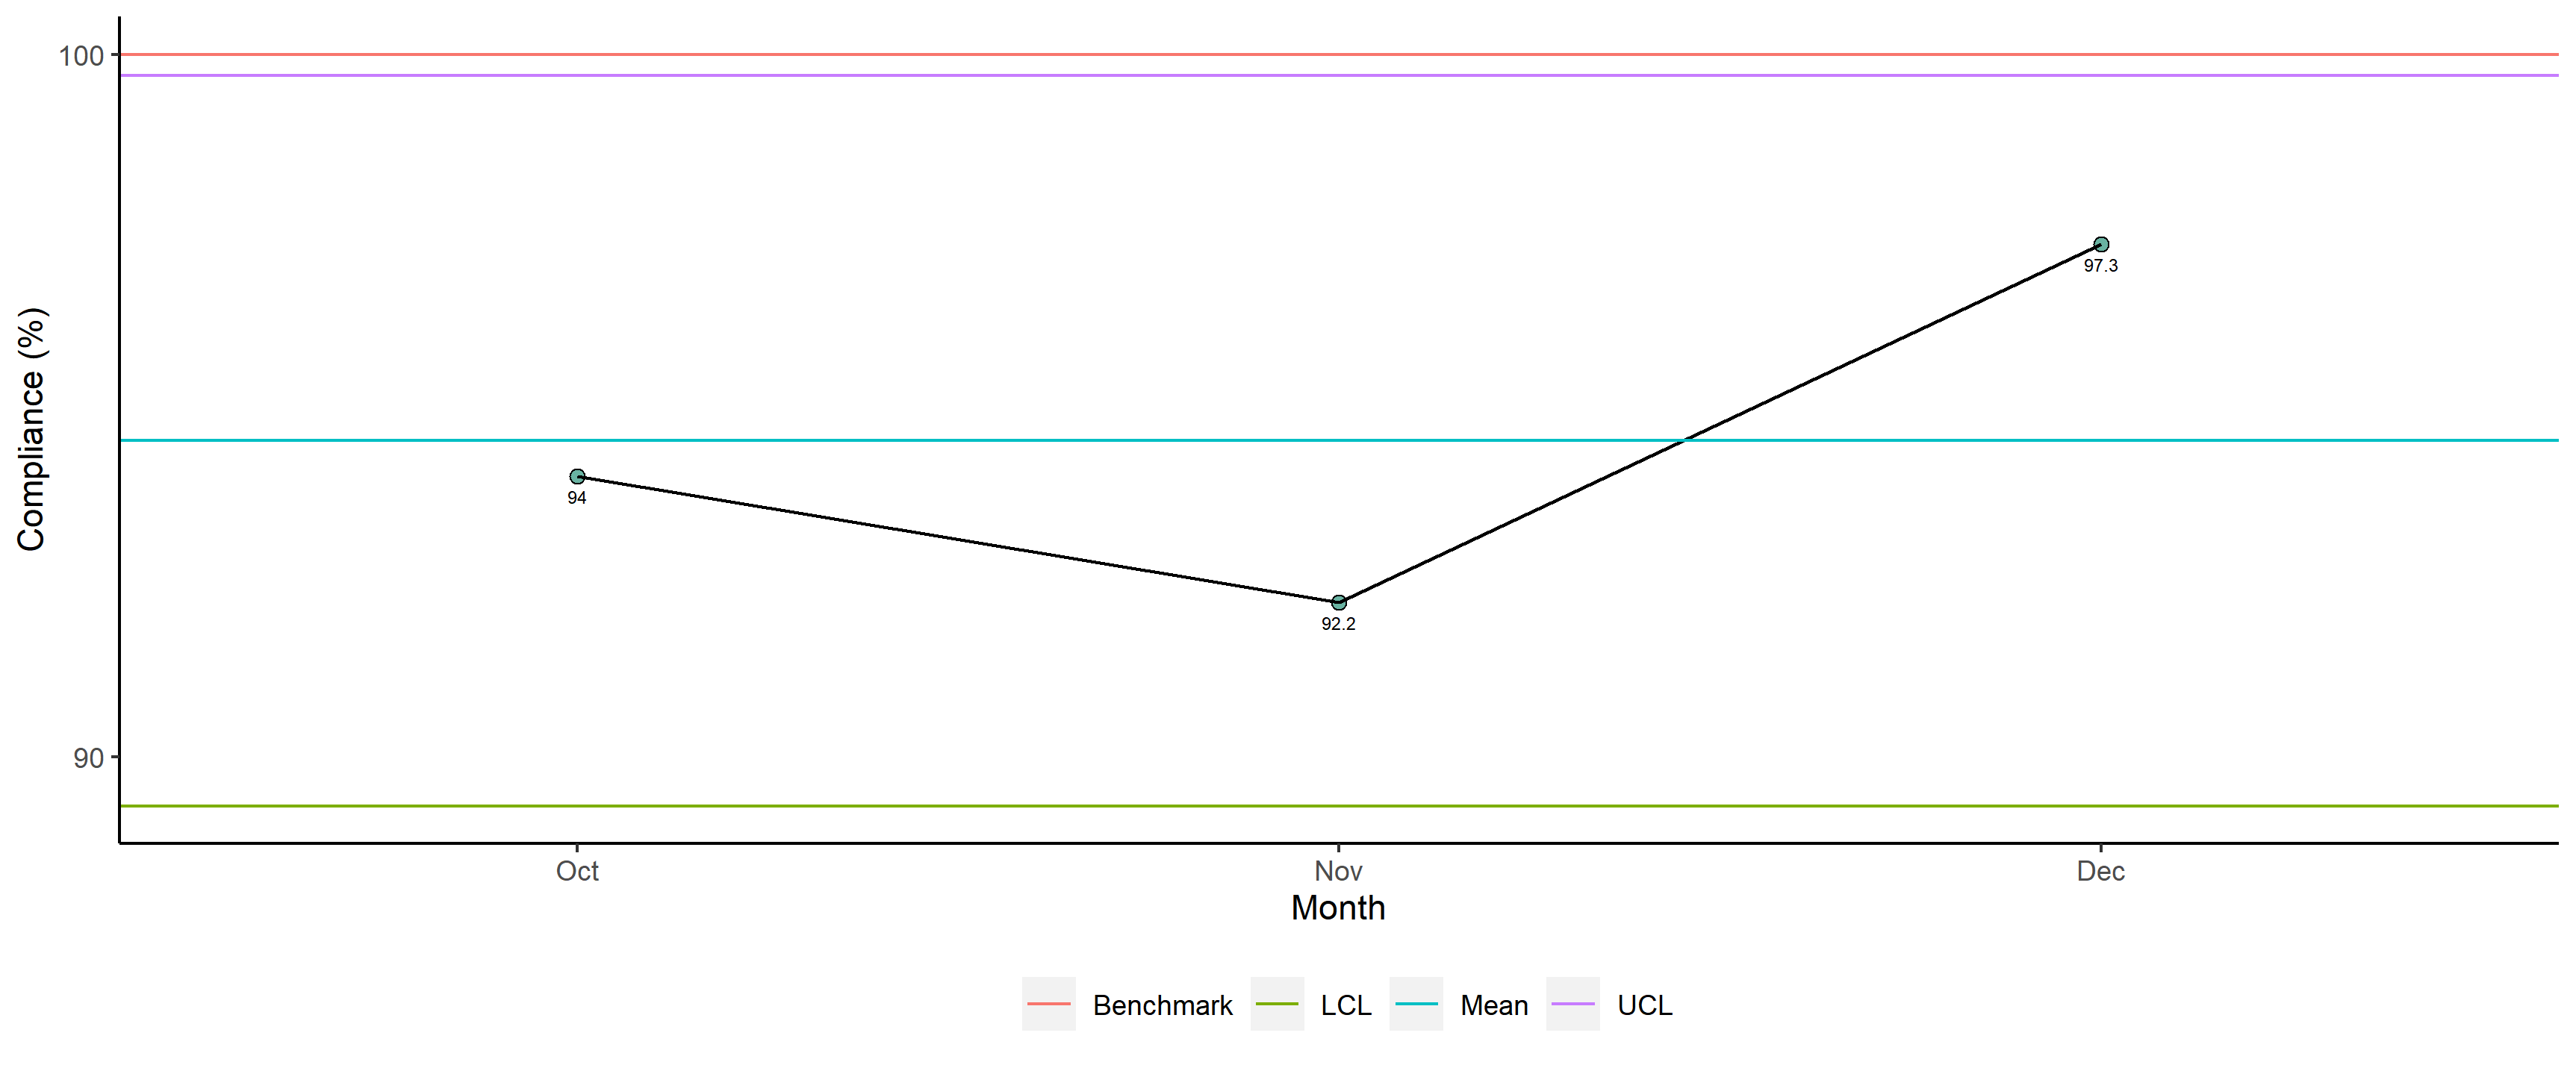 100
90
Compliance (%)
94
92.2
97.3
Oct Nov Dec
Month
Benchmark LCL Mean UCL